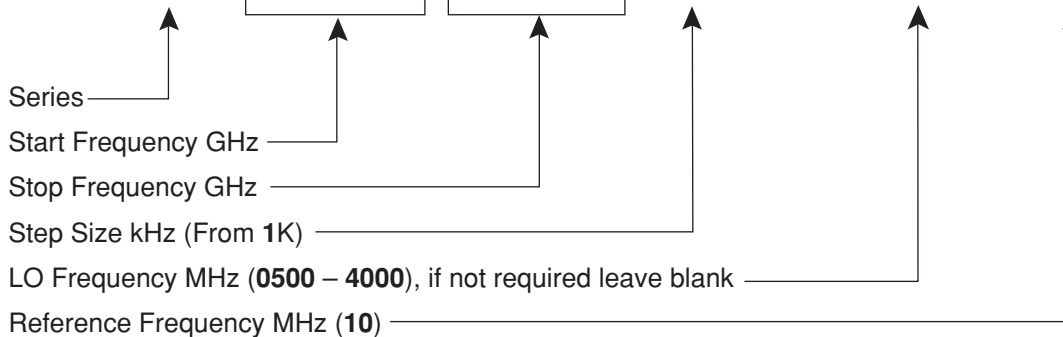 Series
Start Frequency GHz
Stop Frequency GHz
Step Size kHz (From 1K)
LO Frequency MHz (0500 – 4000), if not required leave blank
Reference Frequency MHz (10)